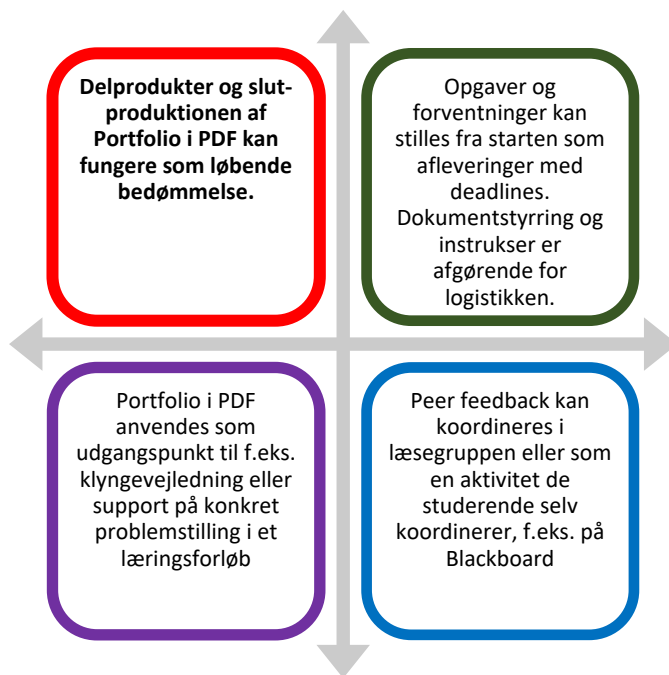 Delprodukter og slut-
produktionen af
Portfolio i PDF kan
fungere som løbende
bedømmelse.
Opgaver og
forventninger kan
stilles fra starten som
afleveringer med
deadlines.
Dokumentstyrring og
instrukser er
afgørende for
logistikken.
Portfolio i PDF
anvendes som
udgangspunkt til f.eks.
klyngevejledning eller
support på konkret
problemstilling i et
læringsforløb
Peer feedback kan
koordineres i
læsegruppen eller som
en aktivitet de
studerende selv
koordinerer, f.eks. på
Blackboard